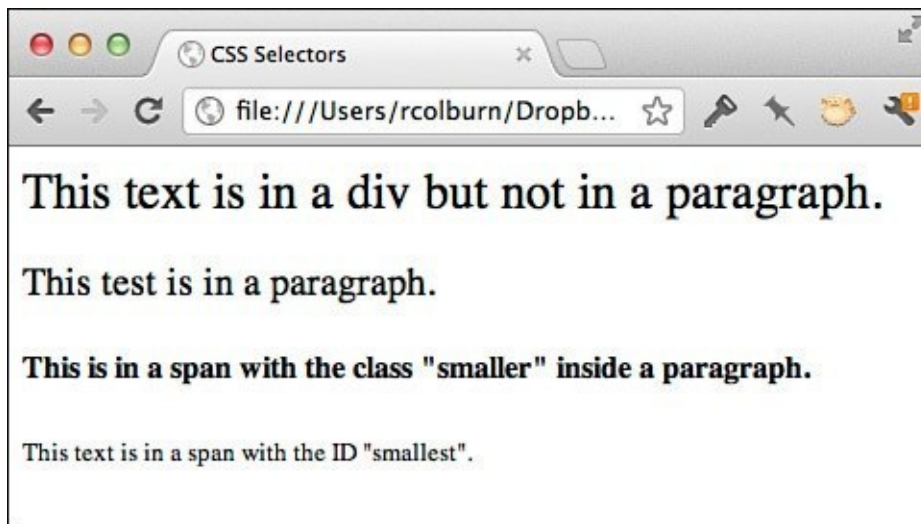 CSS Selectors
file:///Users/rcolburn/Dropb...
This text is in a div but not in a paragraph.
This test is in a paragraph.
This is in a span with the class "smaller" inside a paragraph.
This text is in a span with the ID "smallest".